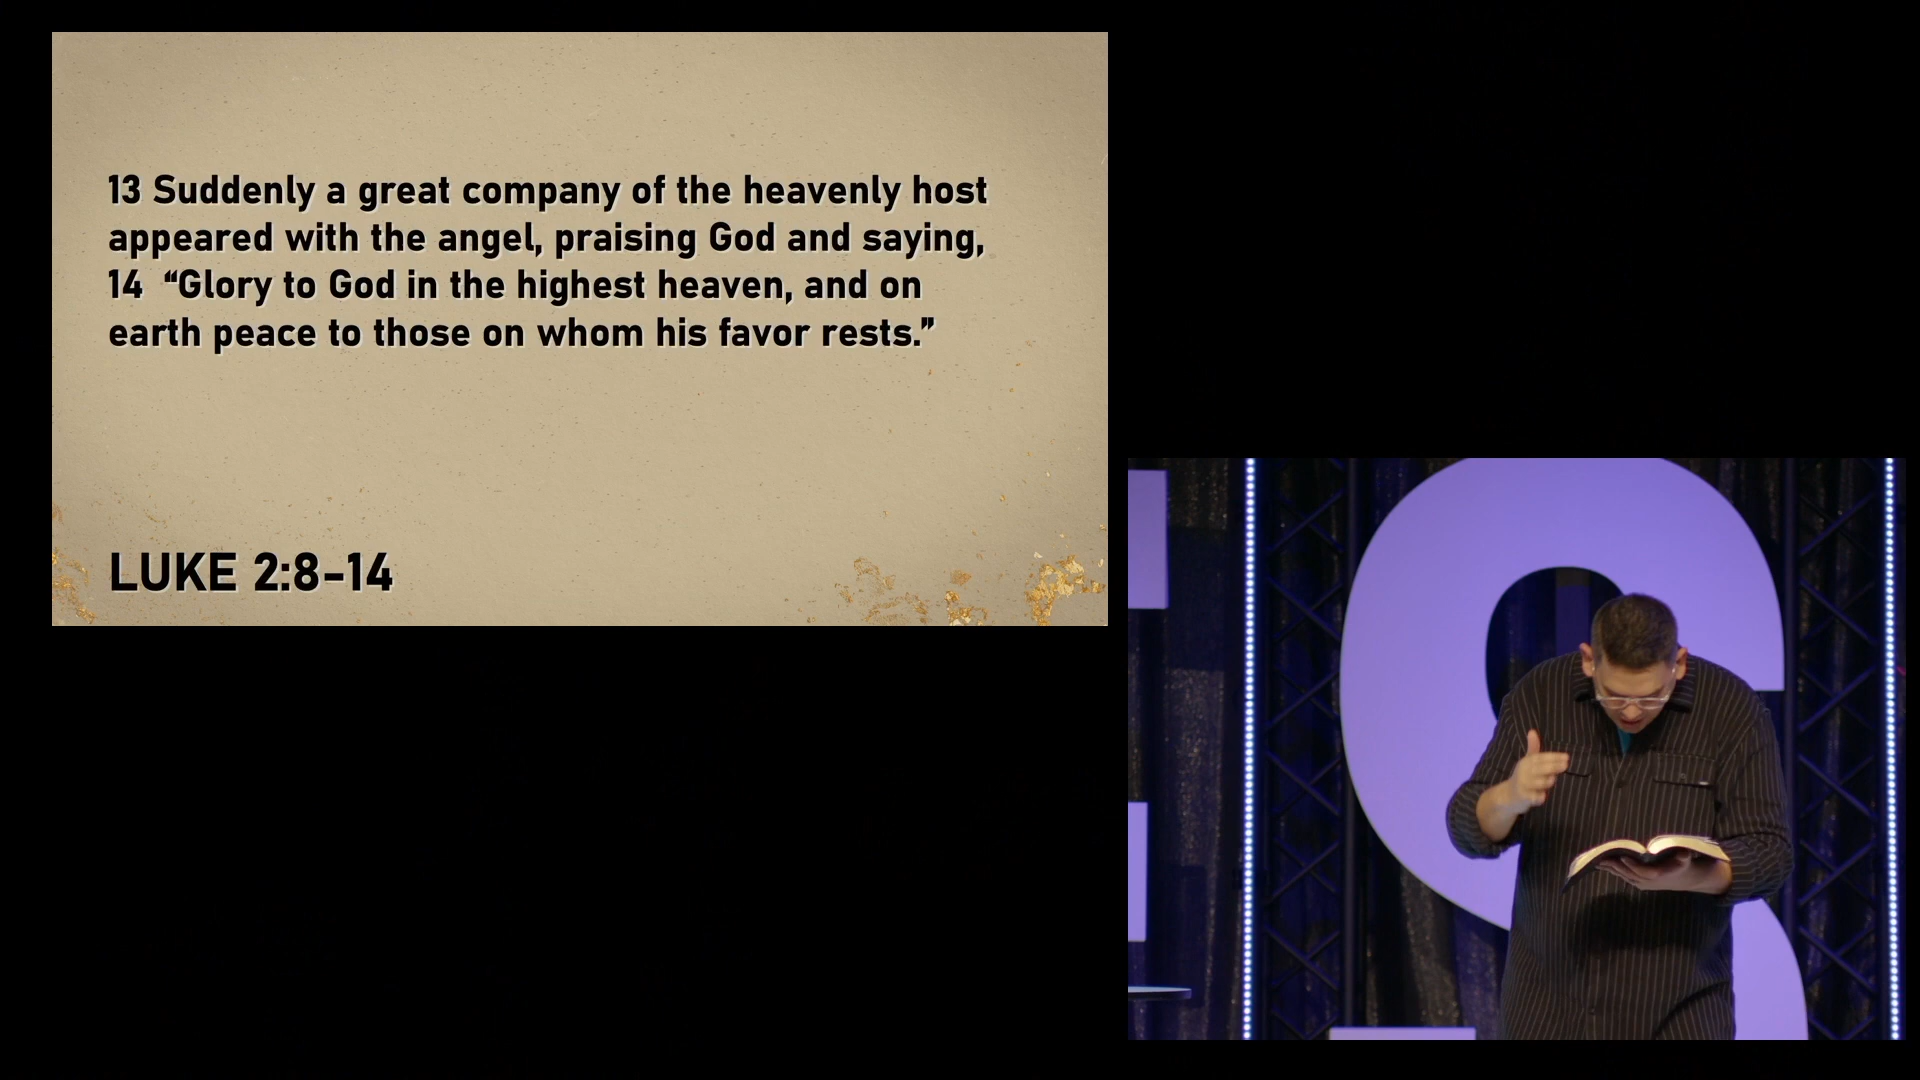 13 Suddenly a great company of the heavenly host
appeared with the angel, praising God and saying,
14 “Glory to God in the highest heaven, and on
earth peace to those on whom his favor rests.”
LUKE 2:8-14